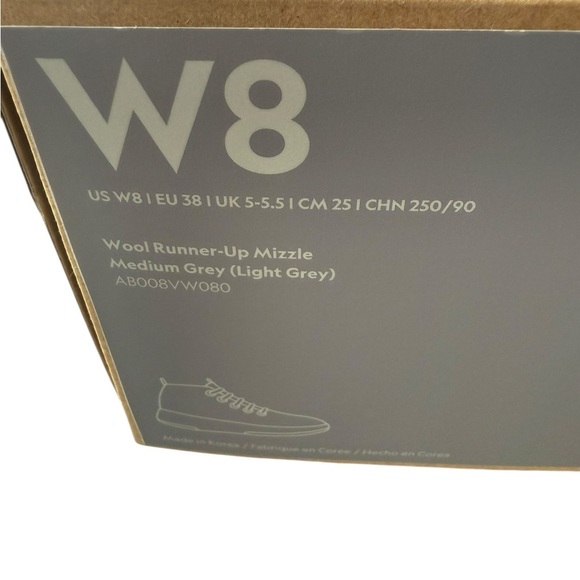 W8
US W8 | EU 38 | UK 5-5.5 | CM 25 | CHN 250/90
Wool Runner-Up Mizzle
Medium Grey (Light Grey)
AB008VW080
Made in Korea / Fabriqué en Corée / Hecho en Corea